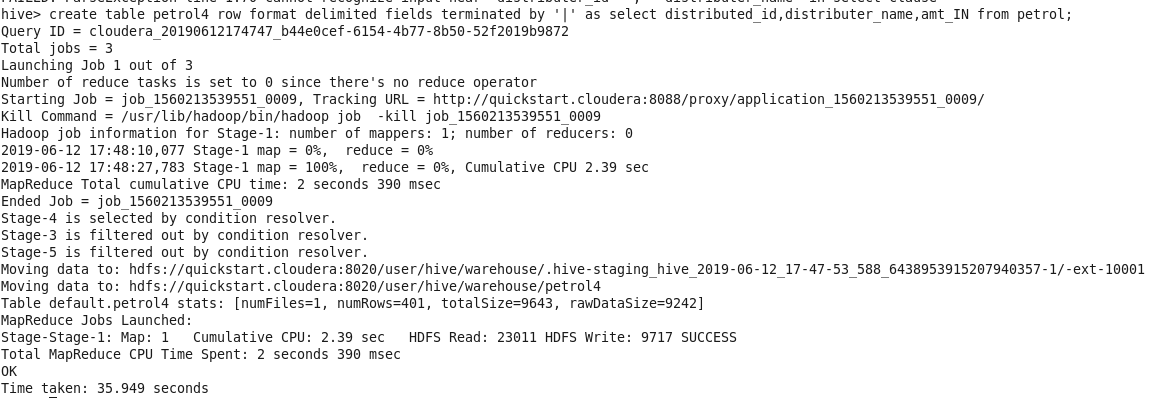 hive> create table petrol4 row format delimited fields terminated by '|' as select distributed_id,distributer_name,amt_IN from petrol;
Query ID = cloudera_20190612174747_b44e0cef-6154-4b77-8b50-52f2019b9872
Total jobs = 3
Launching Job 1 out of 3
Number of reduce tasks is set to 0 since there's no reduce operator
Starting Job = job_1560213539551_0009, Tracking URL = http://quickstart.cloudera:8088/proxy/application_1560213539551_0009/
Kill Command = /usr/lib/hadoop/bin/hadoop job  -kill job_1560213539551_0009
Hadoop job information for Stage-1: number of mappers: 1; number of reducers: 0
2019-06-12 17:48:10,077 Stage-1 map = 0%,  reduce = 0%
2019-06-12 17:48:27,783 Stage-1 map = 100%,  reduce = 0%, Cumulative CPU 2.39 sec
MapReduce Total cumulative CPU time: 2 seconds 390 msec
Ended Job = job_1560213539551_0009
Stage-4 is selected by condition resolver.
Stage-3 is filtered out by condition resolver.
Stage-5 is filtered out by condition resolver.
Moving data to: hdfs://quickstart.cloudera:8020/user/hive/warehouse/.hive-staging_hive_2019-06-12_17-47-53_588_6438953915207940357-1/-ext-10001
Moving data to: hdfs://quickstart.cloudera:8020/user/hive/warehouse/petrol4
Table default.petrol4 stats: [numFiles=1, numRows=401, totalSize=9643, rawDataSize=9242]
MapReduce Jobs Launched:
Stage-Stage-1: Map: 1   Cumulative CPU: 2.39 sec   HDFS Read: 23011 HDFS Write: 9717 SUCCESS
Total MapReduce CPU Time Spent: 2 seconds 390 msec
OK
Time taken: 35.949 seconds